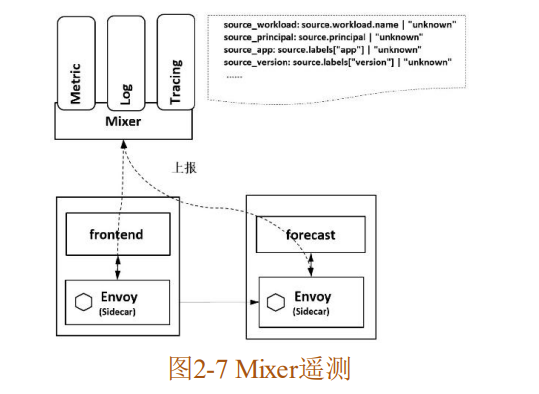 source_workload: source.workload.name | "unknown"
source_principal: source.principal | "unknown"
source_app: source.labels["app"] | "unknown"
source_version: source.labels["version"] | "unknown"
......
Metric
Log
Tracing
Mixer
上报
frontend
forecast
Envoy
(Sidecar)
Envoy
(Sidecar)
图2-7 Mixer遥测